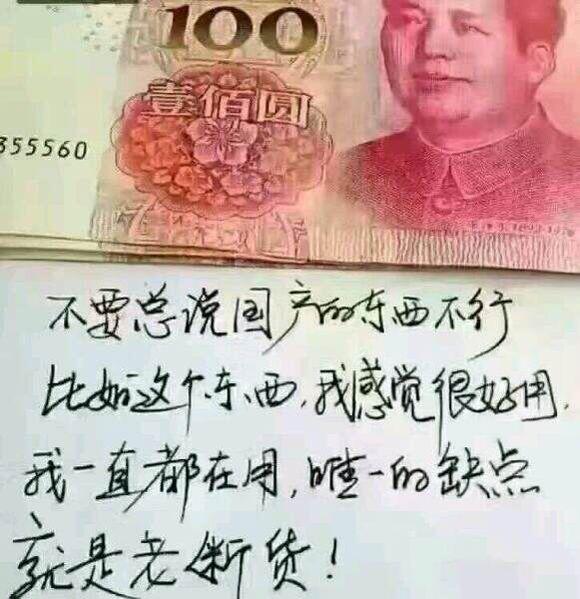 100
壹佰圆
355560
不要总说国产的东西不行
比如这个东西,我感觉很好用.
我一直都在用,唯一的缺点
就是老断货!